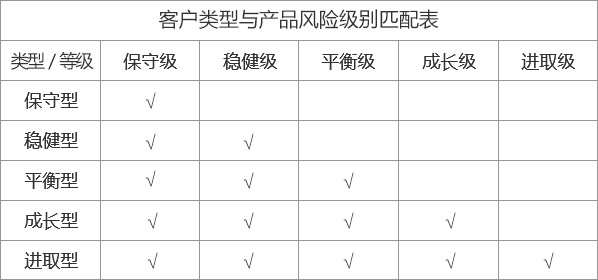 客户类型与产品风险级别匹配表
类型/等级 保守级 稳健级 平衡级 成长级 进取级
保守型 √
稳健型 √ √
平衡型 √ √ √
成长型 √ √ √ √
进取型 √ √ √ √ √